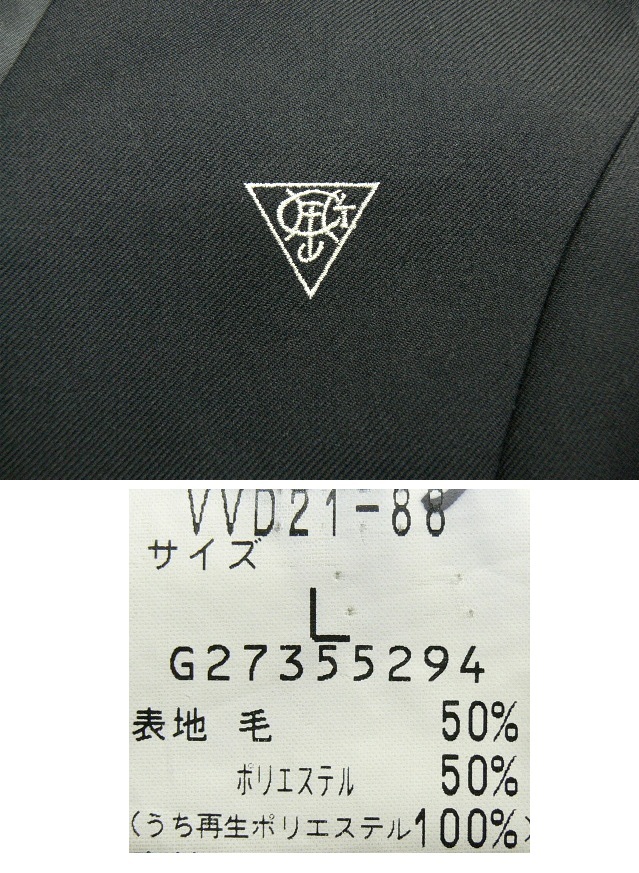 VVD21-88
サイズ
L
G27355294
表地 毛 50%
ポリエステル 50%
(うち再生ポリエステル100%)